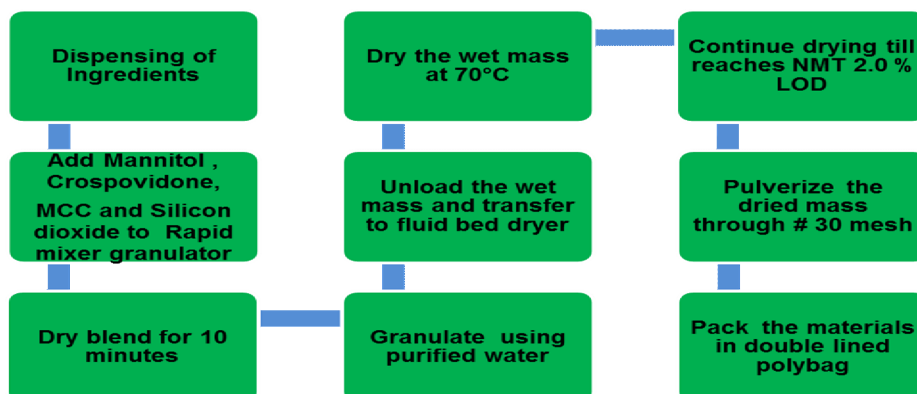 Dispensing of
Ingredients
Add Mannitol ,
Crospovidone,
MCC and Silicon
dioxide to Rapid
mixer granulator
Dry blend for 10
minutes
Granulate using
purified water
Unload the wet
mass and transfer
to fluid bed dryer
Dry the wet mass
at 70°C
Continue drying till
reaches NMT 2.0 %
LOD
Pulverize the
dried mass
through # 30 mesh
Pack the materials
in double lined
polybag